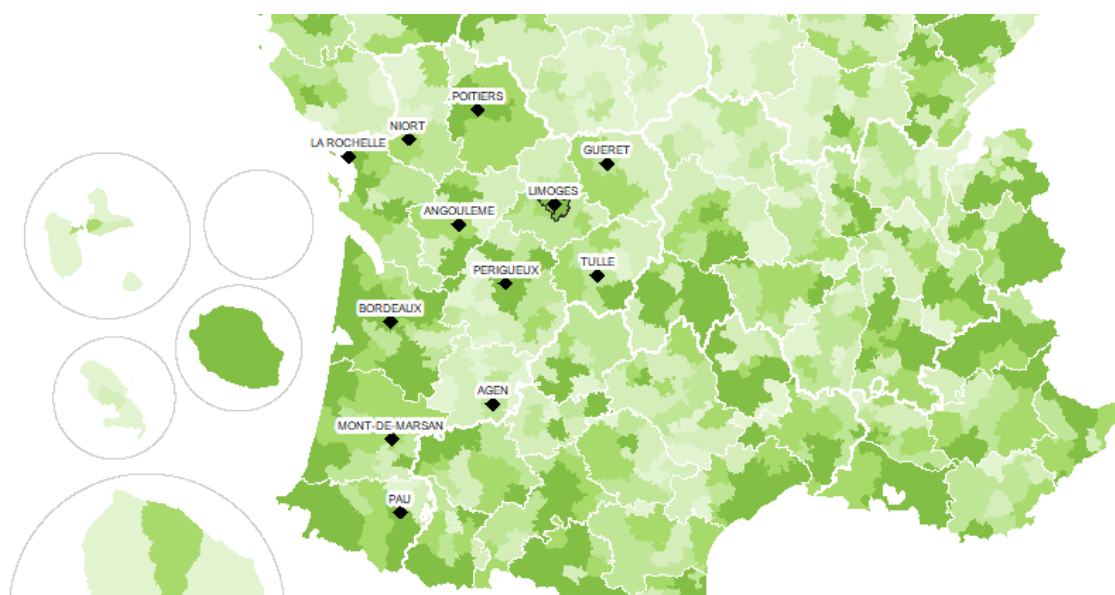 POITIERS
NIORT
LA ROCHELLE
GUERET
LIMOGES
ANGOULEME
TULLE
PERIGUEUX
BORDEAUX
AGEN
MONT-DE-MARSAN
PAU